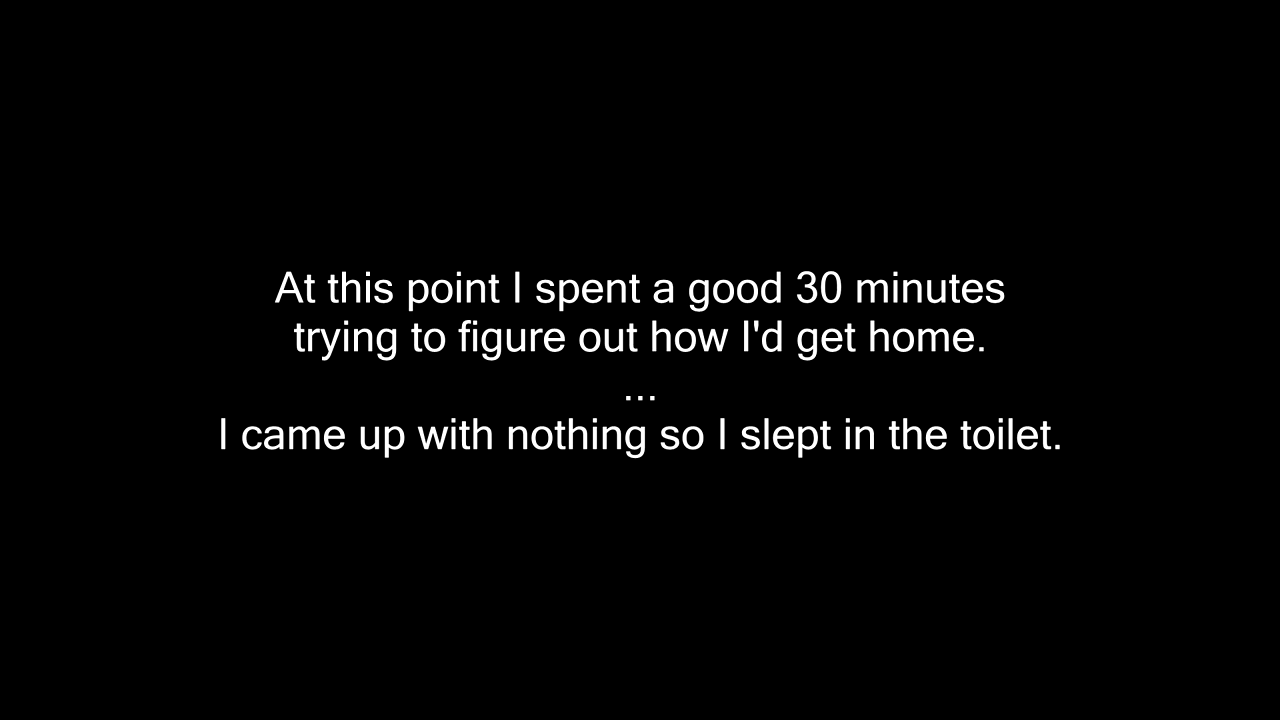 At this point I spent a good 30 minutes
trying to figure out how I'd get home.
...
I came up with nothing so I slept in the toilet.